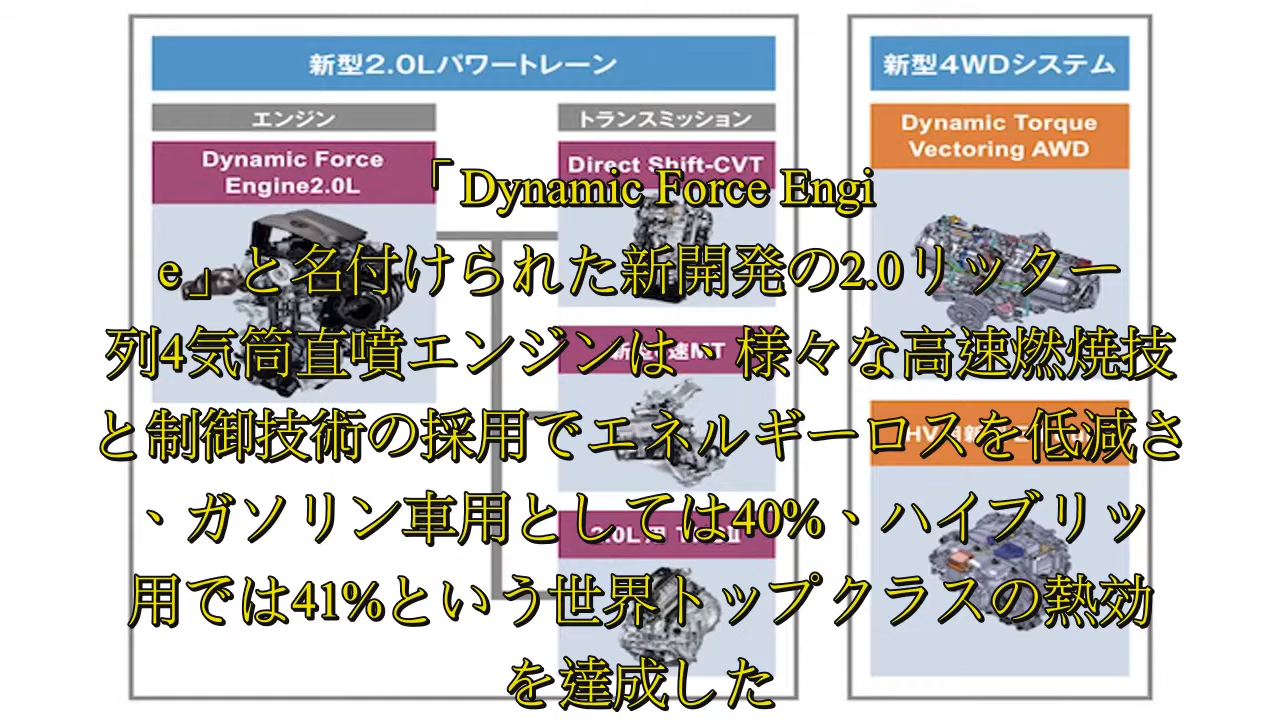 新型2.0Lパワートレーン
新型4WDシステム
エンジン
トランスミッション
Dynamic Force
Engine2.0L
Direct Shift-CVT
Dynamic Torque
Vectoring AWD
「Dynamic Force Engi
e」と名付けられた新開発の2.0リッター
列4気筒直噴エンジンは、様々な高速燃焼技
と制御技術の採用でエネルギーロスを低減さ
、ガソリン車用としては40%、ハイブリッ
用では41%という世界トップクラスの熱効
を達成した